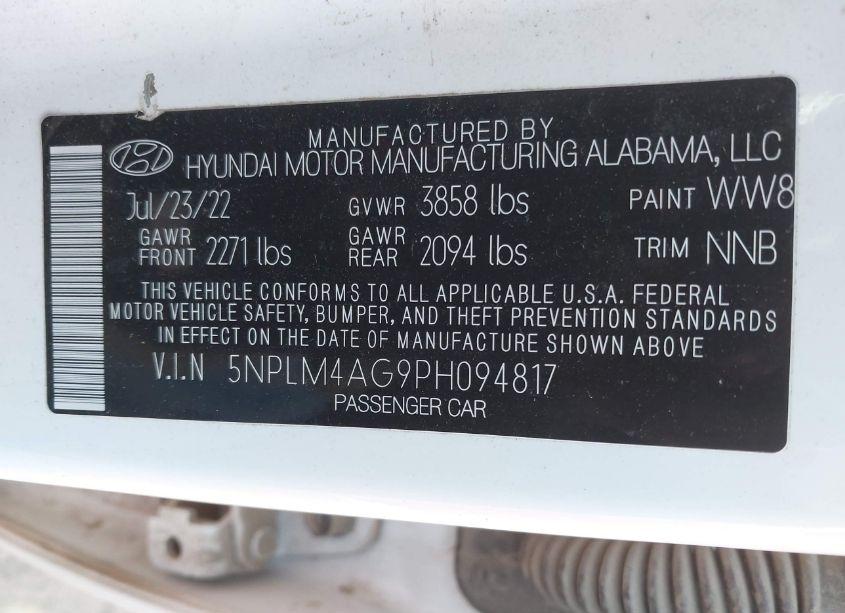 MANUFACTURED BY
HYUNDAI MOTOR MANUFACTURING ALABAMA, LLC
Jul/23/22 GVWR 3858 lbs PAINT WW8
GAWR FRONT 2271 lbs GAWR REAR 2094 lbs TRIM NNB
THIS VEHICLE CONFORMS TO ALL APPLICABLE U.S.A. FEDERAL
MOTOR VEHICLE SAFETY, BUMPER, AND THEFT PREVENTION STANDARDS
IN EFFECT ON THE DATE OF MANUFACTURE SHOWN ABOVE
V.I.N 5NPLM4AG9PH094817
PASSENGER CAR